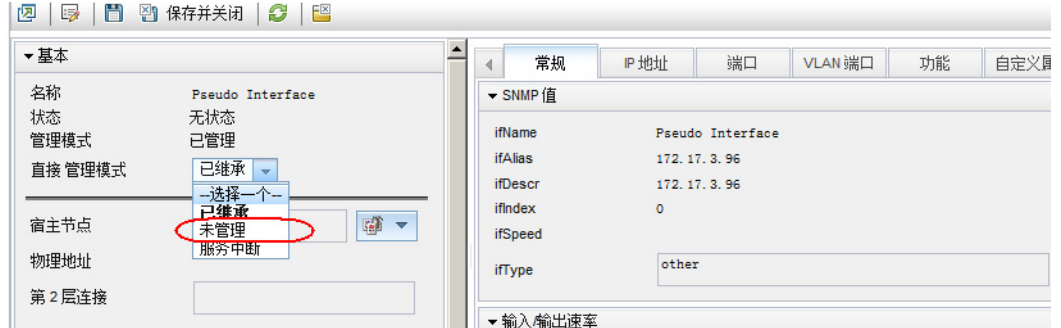 保存并关闭
基本
名称 Pseudo Interface
状态 无状态
管理模式 已管理
直接 管理模式 已继承
--选择一个--
已继承
未管理
服务中断
宿主节点
物理地址
第 2 层连接
常规 IP 地址 端口 VLAN 端口 功能 自定义属
SNMP 值
ifName Pseudo Interface
ifAlias 172.17.3.96
ifDescr 172.17.3.96
ifIndex 0
ifSpeed
ifType other
输入/输出速率